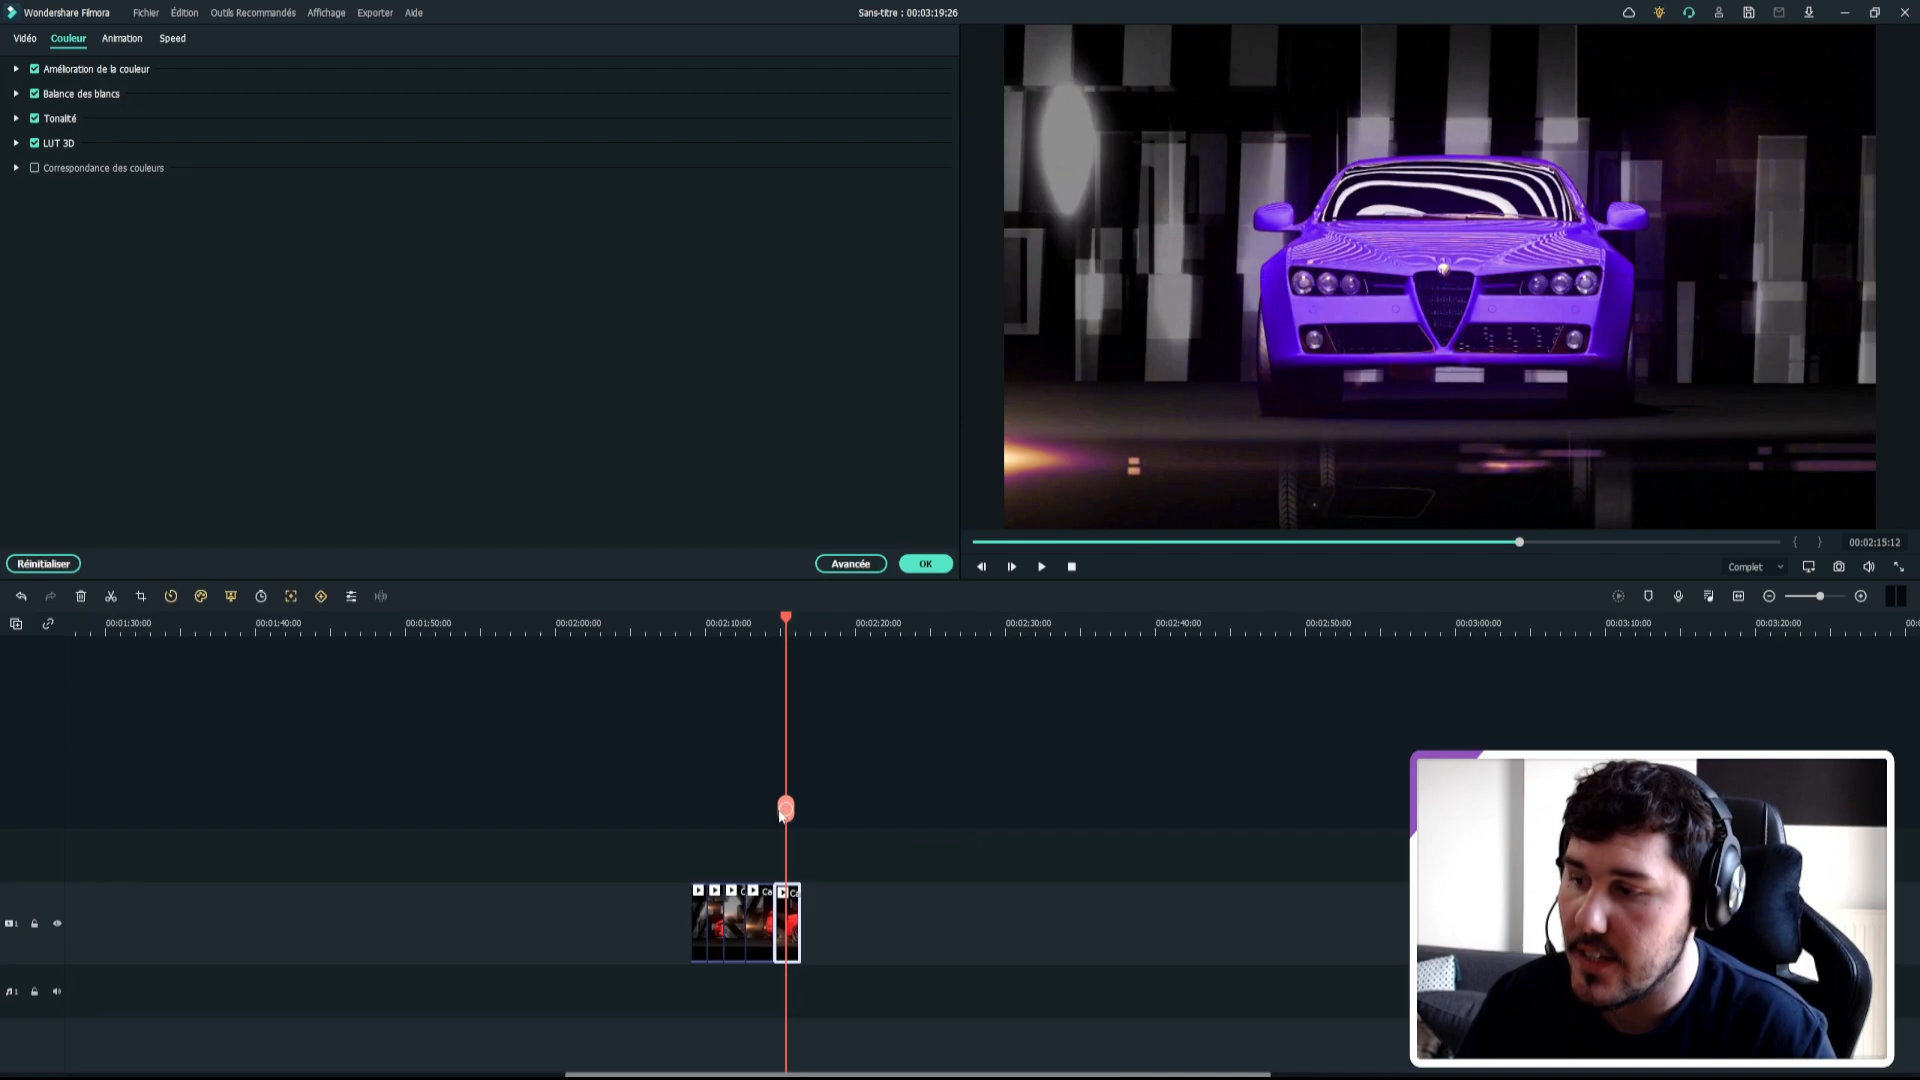 Wondershare Filmora Fichier Édition Outils Recommandés Affichage Exporter Aide Sans-titre : 00:03:19:26
Vidéo Couleur Animation Speed
Amélioration de la couleur
Balance des blancs
Tonalité
LUT 3D
Correspondance des couleurs
{ } 00:02:15:12
Réinitialiser Avancée OK Complet
00:01:30:00 00:01:40:00 00:01:50:00 00:02:00:00 00:02:10:00 00:02:20:00 00:02:30:00 00:02:40:00 00:02:50:00 00:03:00:00 00:03:10:00 00:03:20:00
Ca
1
1